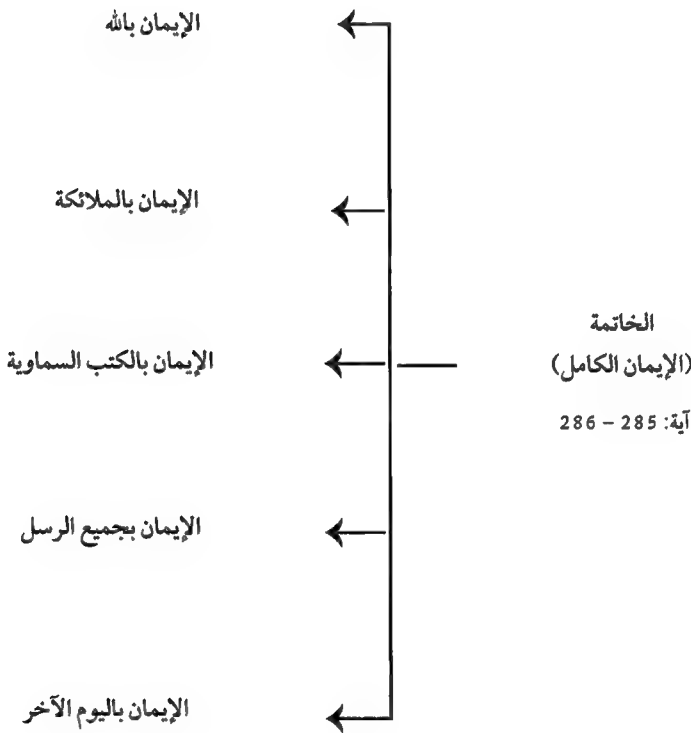 الخاتمة
(الإيمان الكامل)
آية: 285 – 286
الإيمان بالله
الإيمان بالملائكة
الإيمان بالكتب السماوية
الإيمان بجميع الرسل
الإيمان باليوم الآخر